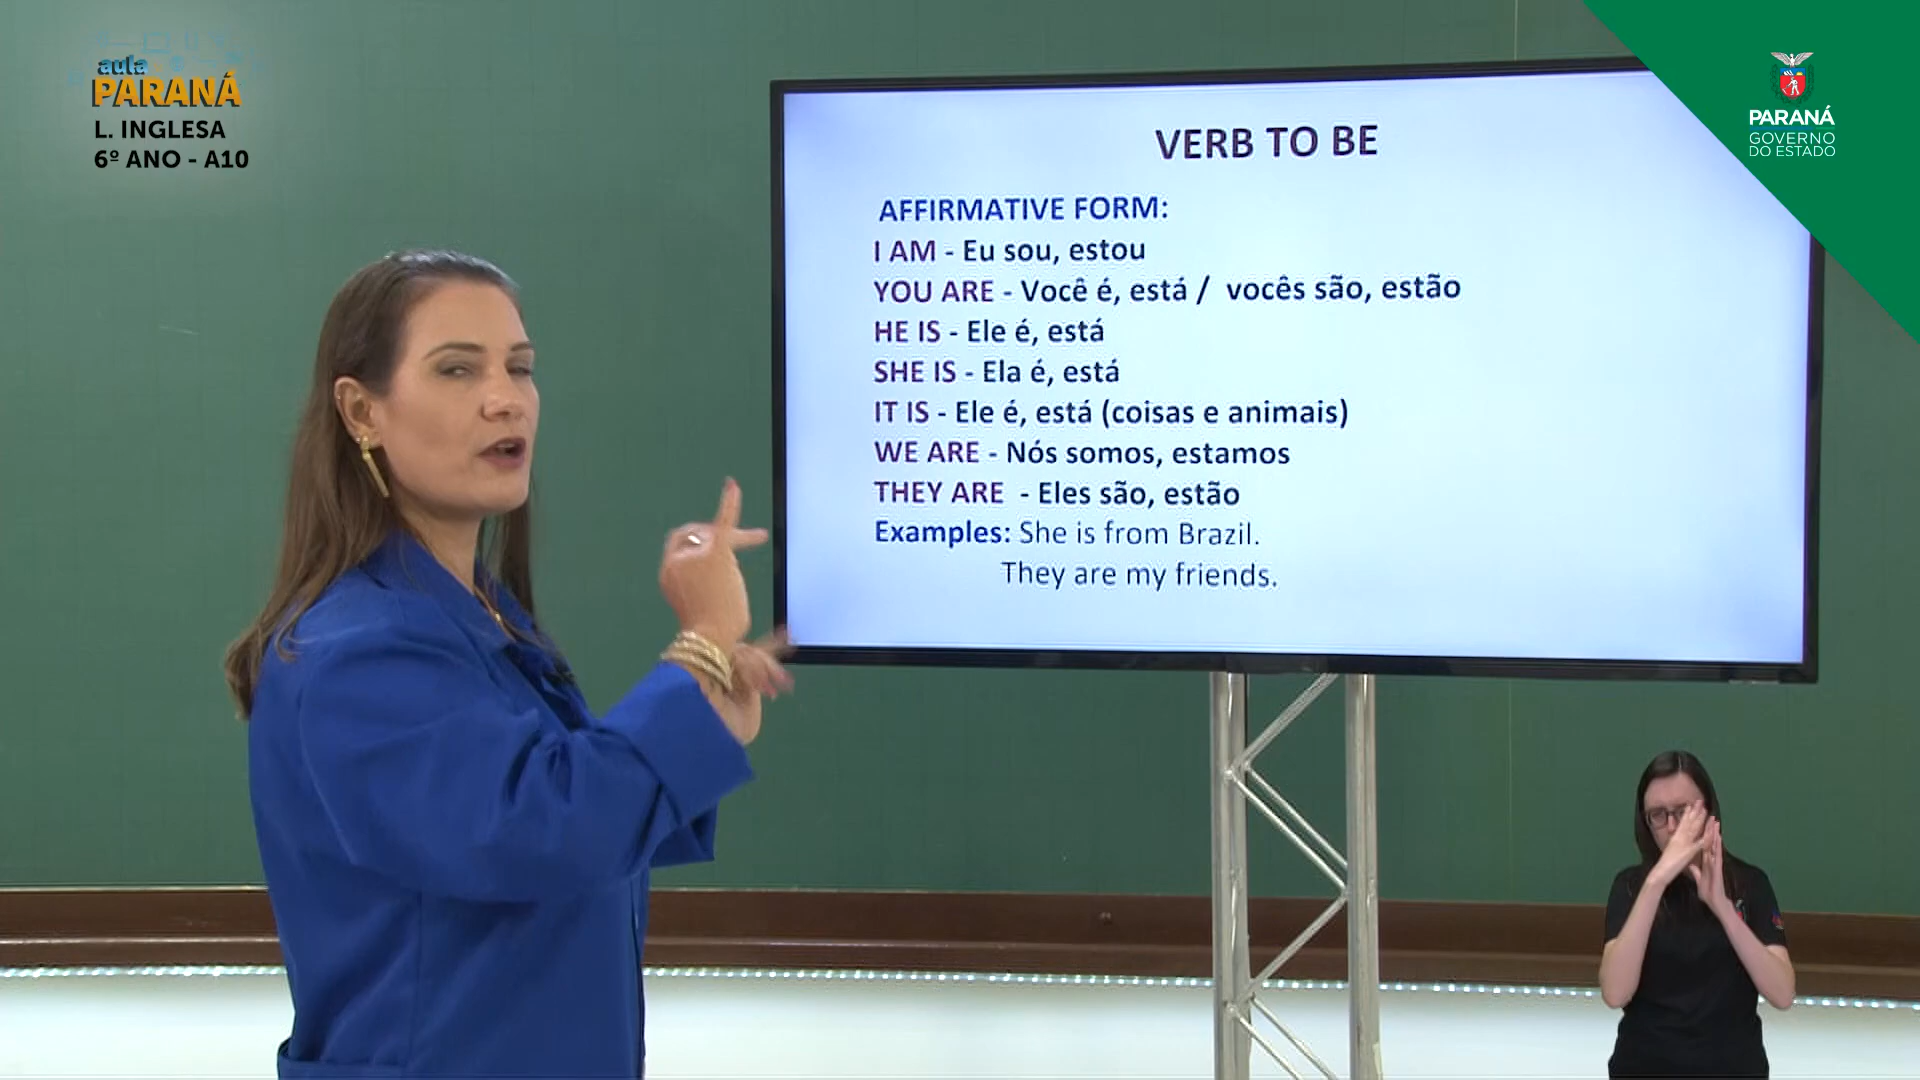 aula
PARANÁ
L. INGLESA
6º ANO - A10
PARANÁ
GOVERNO
DO ESTADO
VERB TO BE
AFFIRMATIVE FORM:
I AM - Eu sou, estou
YOU ARE - Você é, está / vocês são, estão
HE IS - Ele é, está
SHE IS - Ela é, está
IT IS - Ele é, está (coisas e animais)
WE ARE - Nós somos, estamos
THEY ARE - Eles são, estão
Examples: She is from Brazil.
They are my friends.